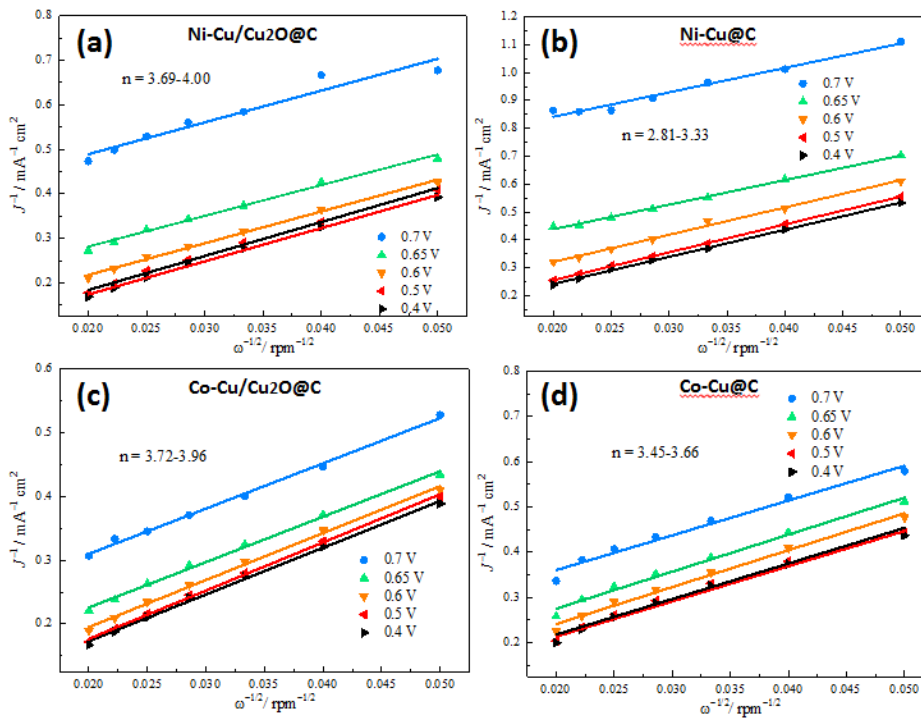 (a)
Ni-Cu/Cu2O@C
n = 3.69-4.00
0.8
0.7
0.6
0.5
0.4
0.3
0.2
J⁻¹ / mA⁻¹ cm²
0.7 V
0.65 V
0.6 V
0.5 V
0.4 V
0.020 0.025 0.030 0.035 0.040 0.045 0.050
ω⁻¹/² / rpm⁻¹/²
(b)
Ni-Cu@C
n = 2.81-3.33
1.2
1.1
1.0
0.9
0.8
0.7
0.6
0.5
0.4
0.3
0.2
J⁻¹ / mA⁻¹ cm²
0.7 V
0.65 V
0.6 V
0.5 V
0.4 V
0.020 0.025 0.030 0.035 0.040 0.045 0.050
ω⁻¹/² / rpm⁻¹/²
(c)
Co-Cu/Cu2O@C
n = 3.72-3.96
0.6
0.5
0.4
0.3
0.2
J⁻¹ / mA⁻¹ cm²
0.7 V
0.65 V
0.6 V
0.5 V
0.4 V
0.020 0.025 0.030 0.035 0.040 0.045 0.050
ω⁻¹/² / rpm⁻¹/²
(d)
Co-Cu@C
n = 3.45-3.66
0.8
0.7
0.6
0.5
0.4
0.3
0.2
J⁻¹ / mA⁻¹ cm²
0.7 V
0.65 V
0.6 V
0.5 V
0.4 V
0.020 0.025 0.030 0.035 0.040 0.045 0.050
ω⁻¹/² / rpm⁻¹/²